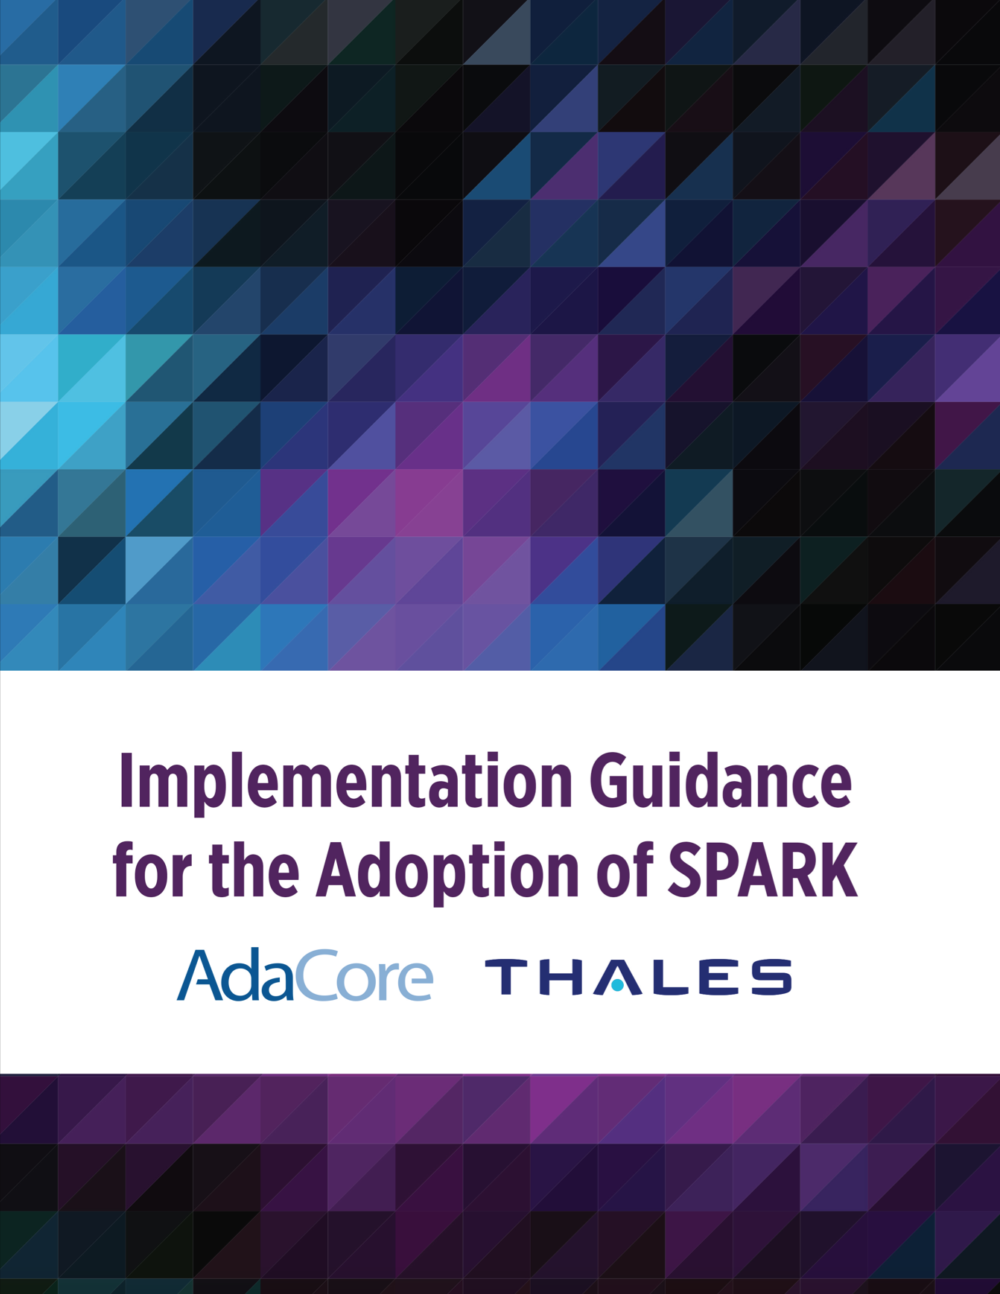 Implementation Guidance
for the Adoption of SPARK
AdaCore THALES